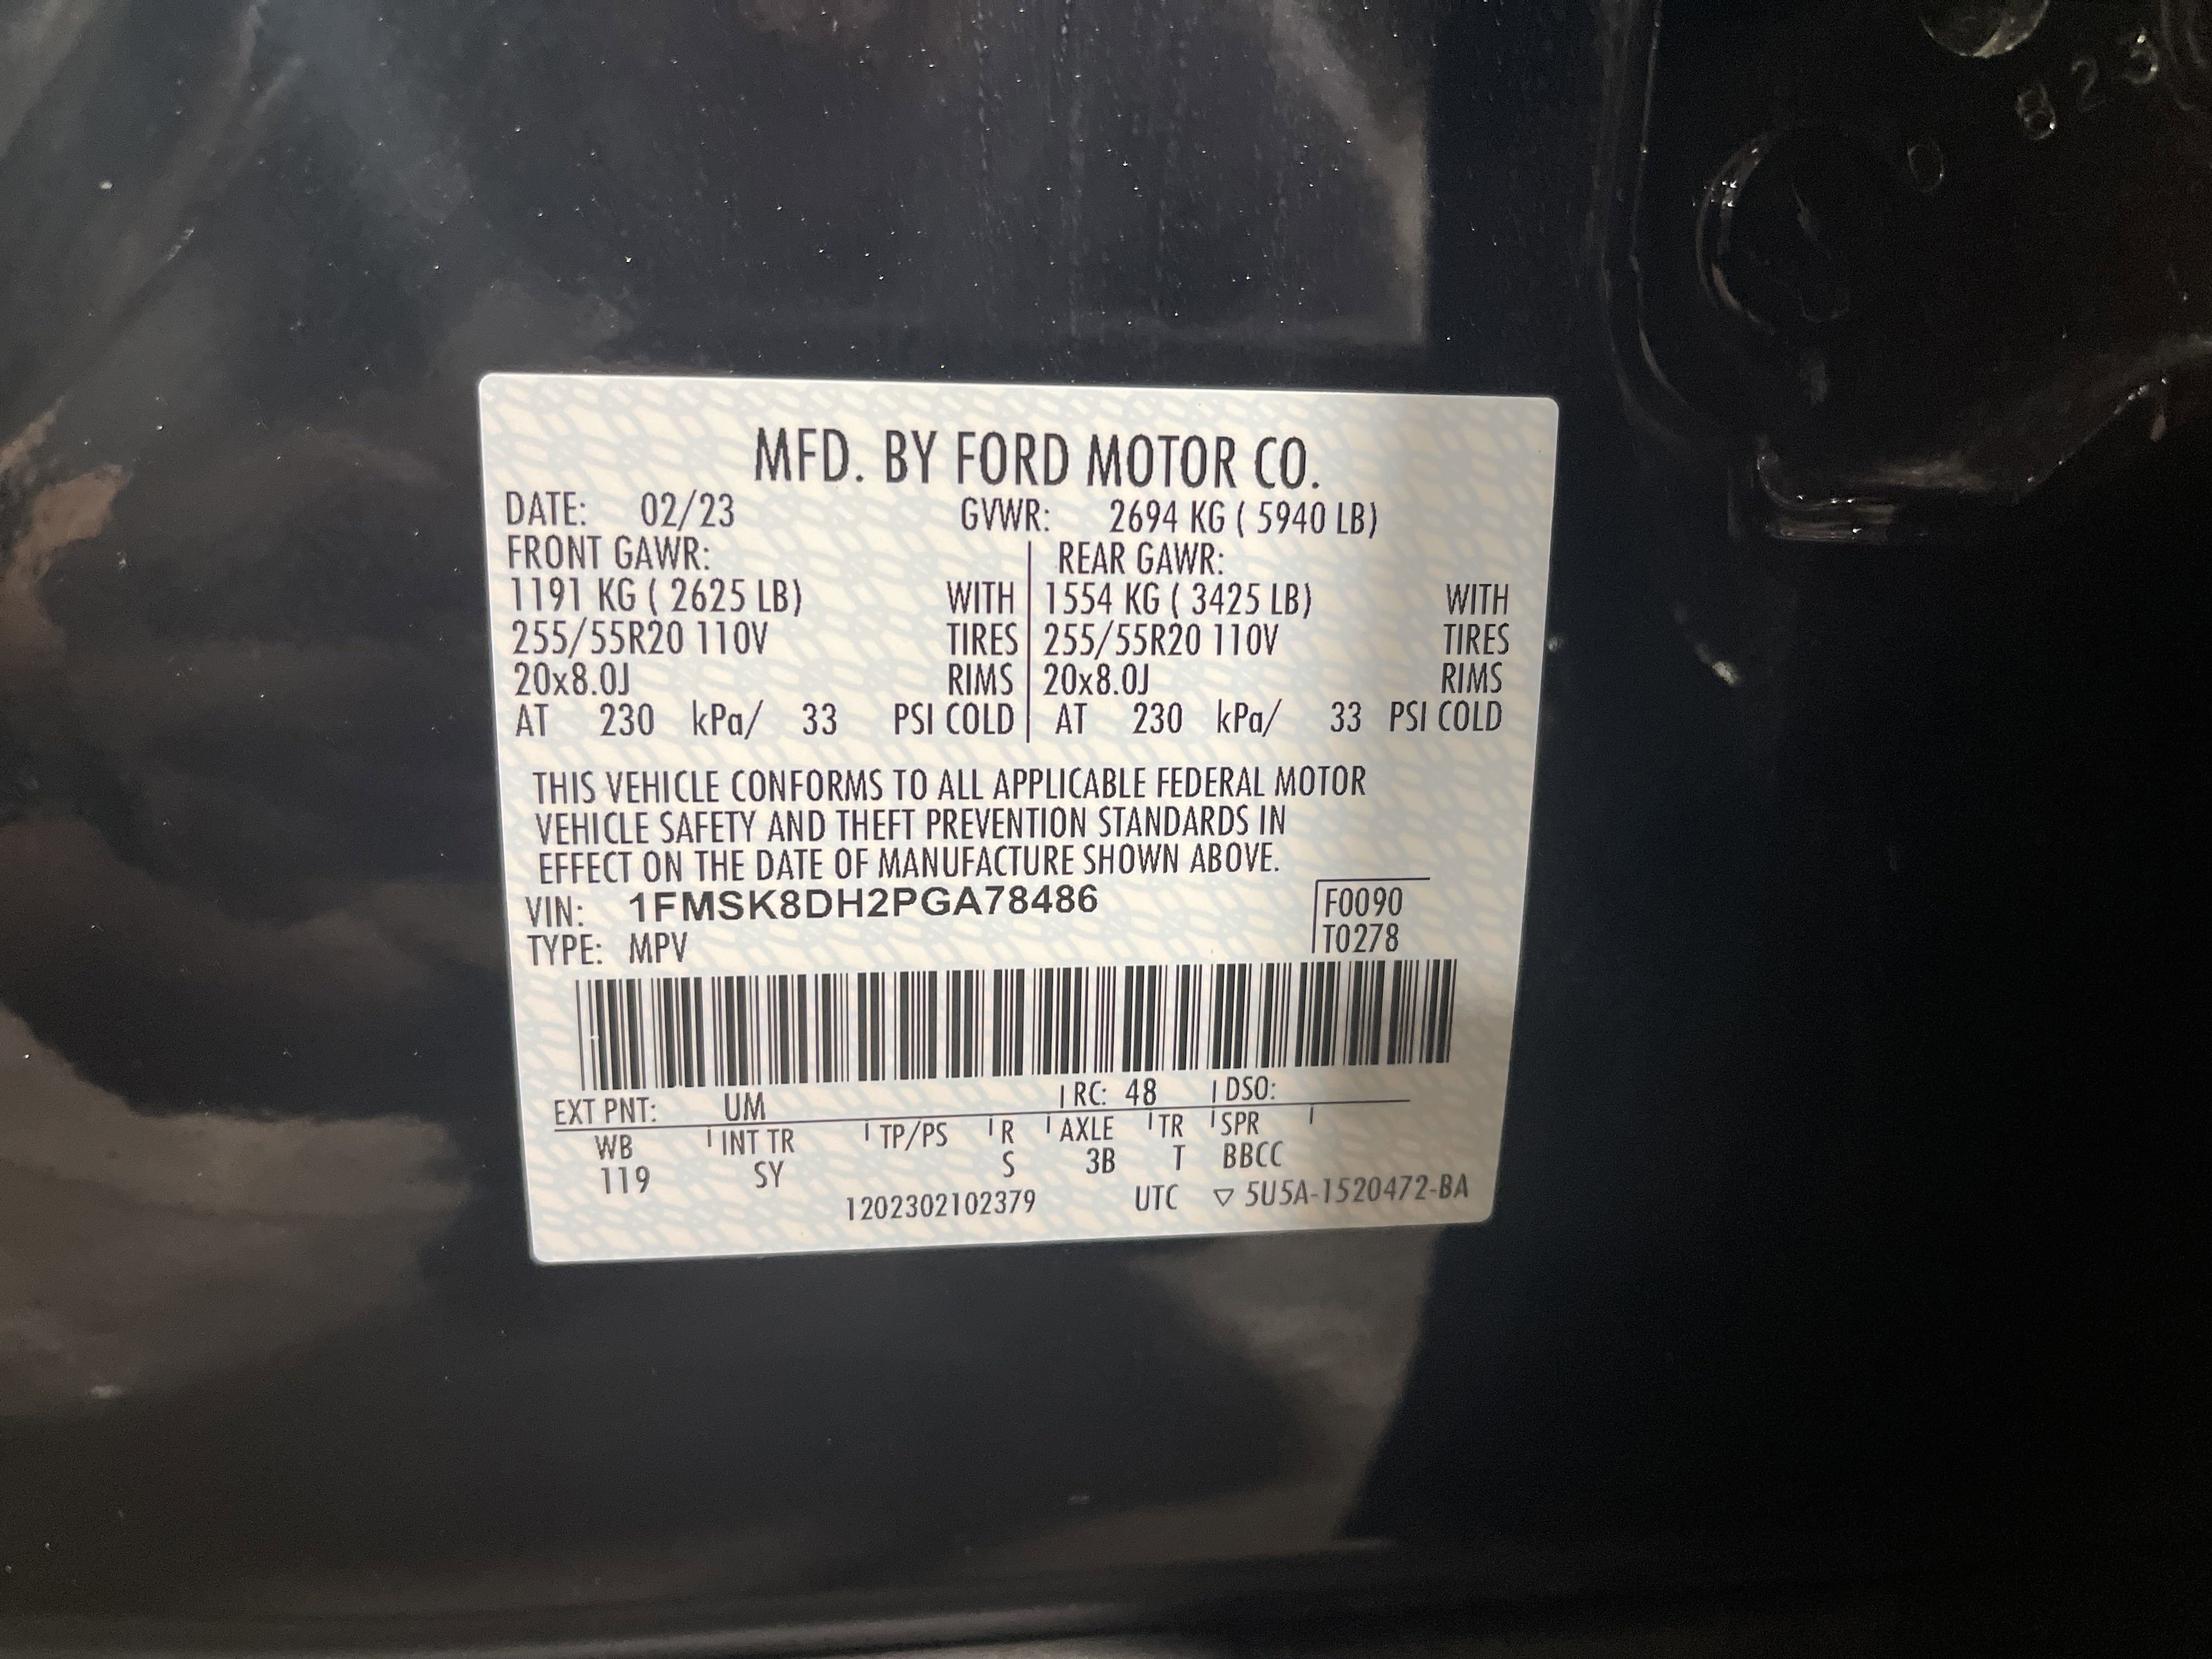 0 8 2 3
MFD. BY FORD MOTOR CO.
DATE: 02/23 GVWR: 2694 KG ( 5940 LB)
FRONT GAWR: REAR GAWR:
1191 KG ( 2625 LB) WITH 1554 KG ( 3425 LB) WITH
255/55R20 110V TIRES 255/55R20 110V TIRES
20x8.0J RIMS 20x8.0J RIMS
AT 230 kPa/ 33 PSI COLD AT 230 kPa/ 33 PSI COLD
THIS VEHICLE CONFORMS TO ALL APPLICABLE FEDERAL MOTOR
VEHICLE SAFETY AND THEFT PREVENTION STANDARDS IN
EFFECT ON THE DATE OF MANUFACTURE SHOWN ABOVE.
VIN: 1FMSK8DH2PGA78486 F0090
TYPE: MPV T0278
EXT PNT: UM RC: 48 DSO:
WB INT TR TP/PS R AXLE TR SPR
119 SY S 3B T BBCC
1202302102379 UTC ▽ 5U5A-1520472-BA